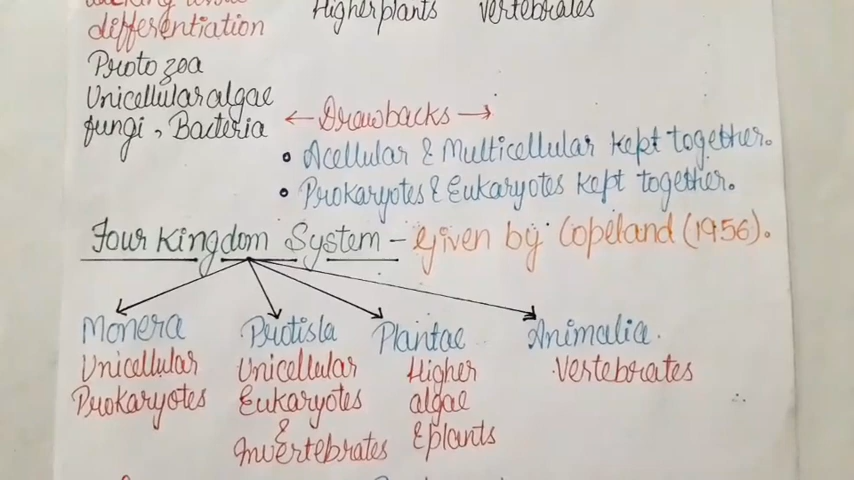 differentiation
Higher plants
vertebrates
Protozoa
Unicellular algae
fungi, Bacteria
← Drawbacks →
• Acellular & Multicellular kept together.
• Prokaryotes & Eukaryotes kept together.
Four Kingdom System – Given by Copeland (1956).
Monera
Unicellular
Prokaryotes
Protista
Unicellular
Eukaryotes
&
Invertebrates
Plantae
Higher
algae
& plants
Animalia.
Vertebrates